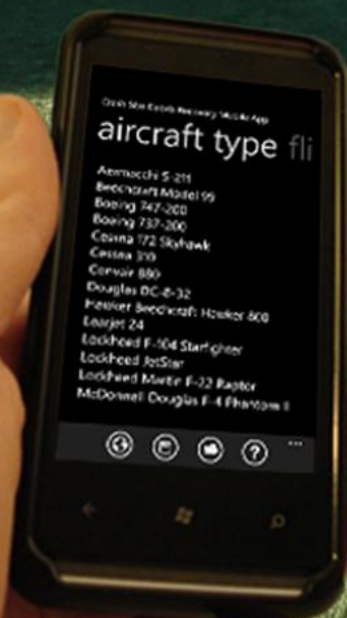 Crash Site Debris Recovery Mobile App
aircraft type fli
Aermacchi S-211
Beechcraft Model 99
Boeing 747-200
Boeing 737-200
Cessna 172 Skyhawk
Cessna 310
Convair 880
Douglas DC-8-32
Hawker Beechcraft Hawker 800
Learjet 24
Lockheed F-104 Starfighter
Lockheed JetStar
Lockheed Martin F-22 Raptor
McDonnell Douglas F-4 Phantom II
?